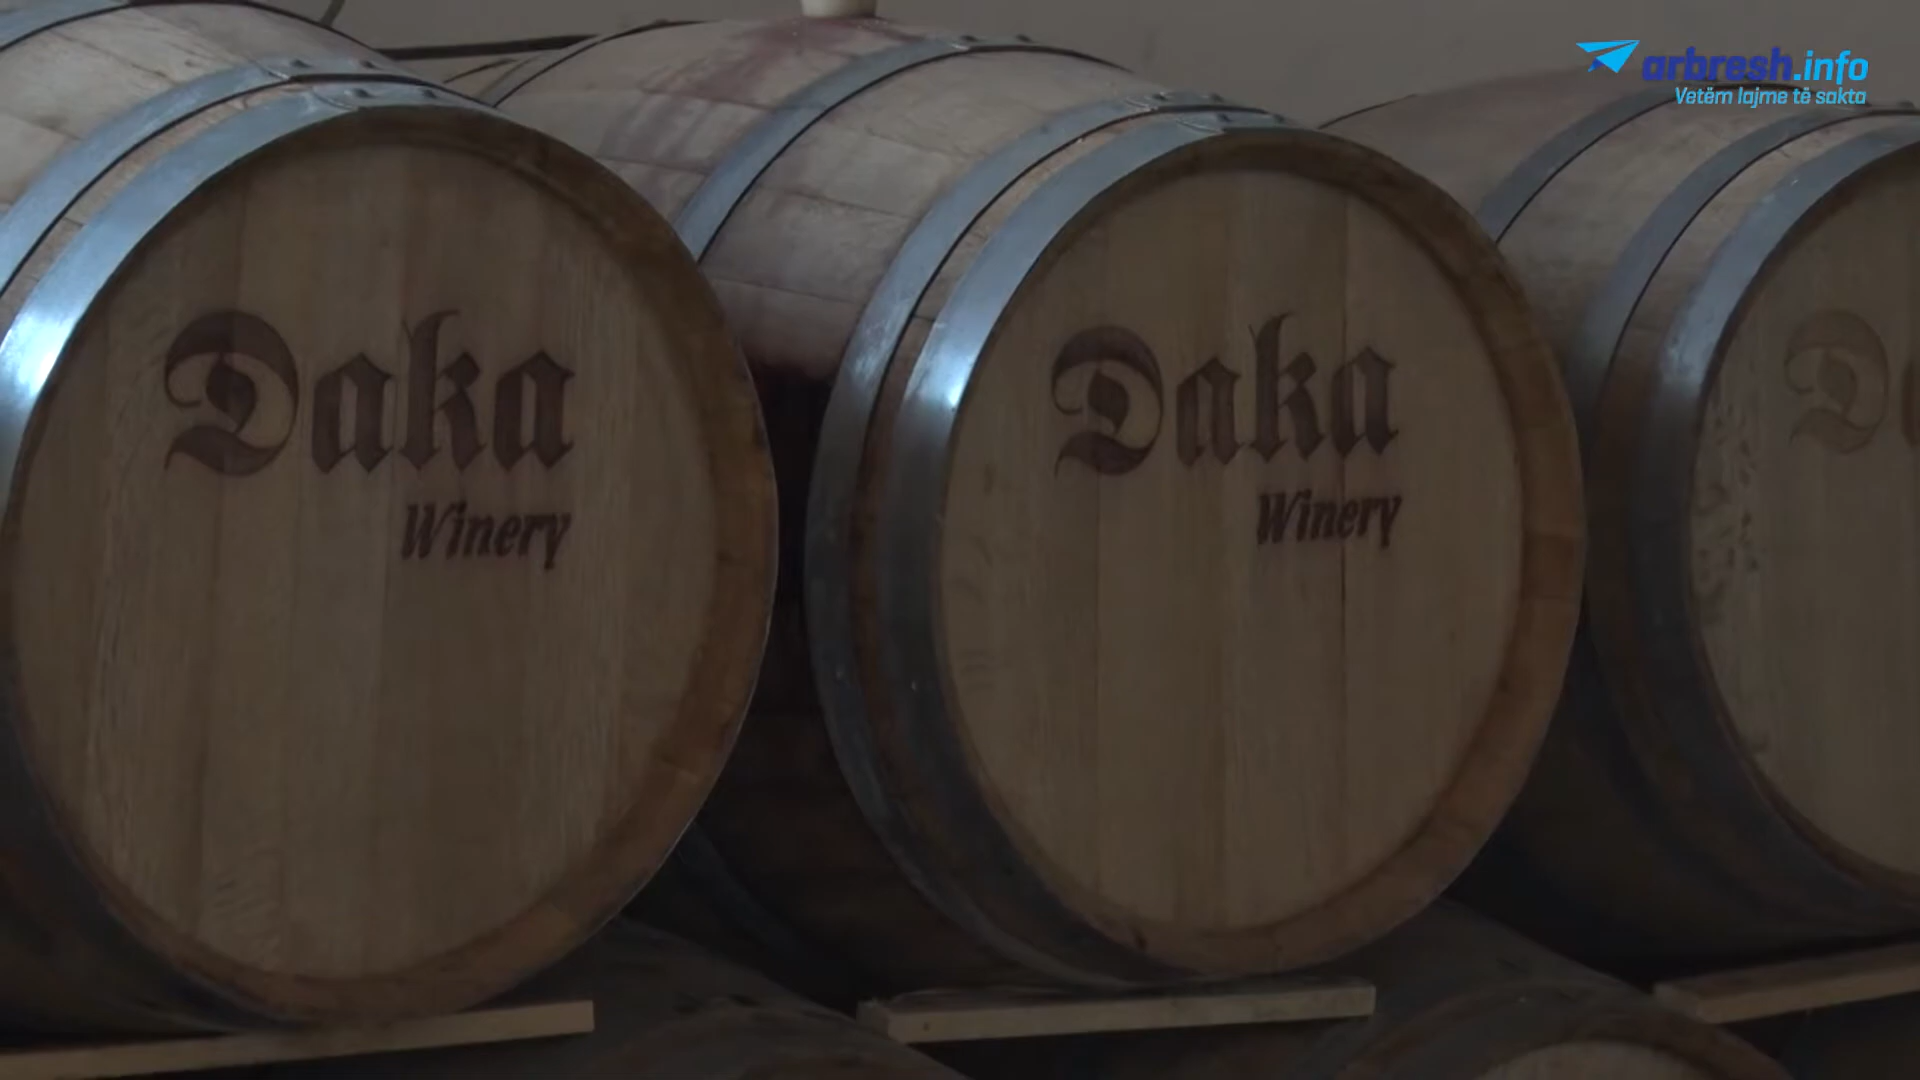 arbresh.info
Vetëm lajme të sakta
Daka
Winery
Daka
Winery
D